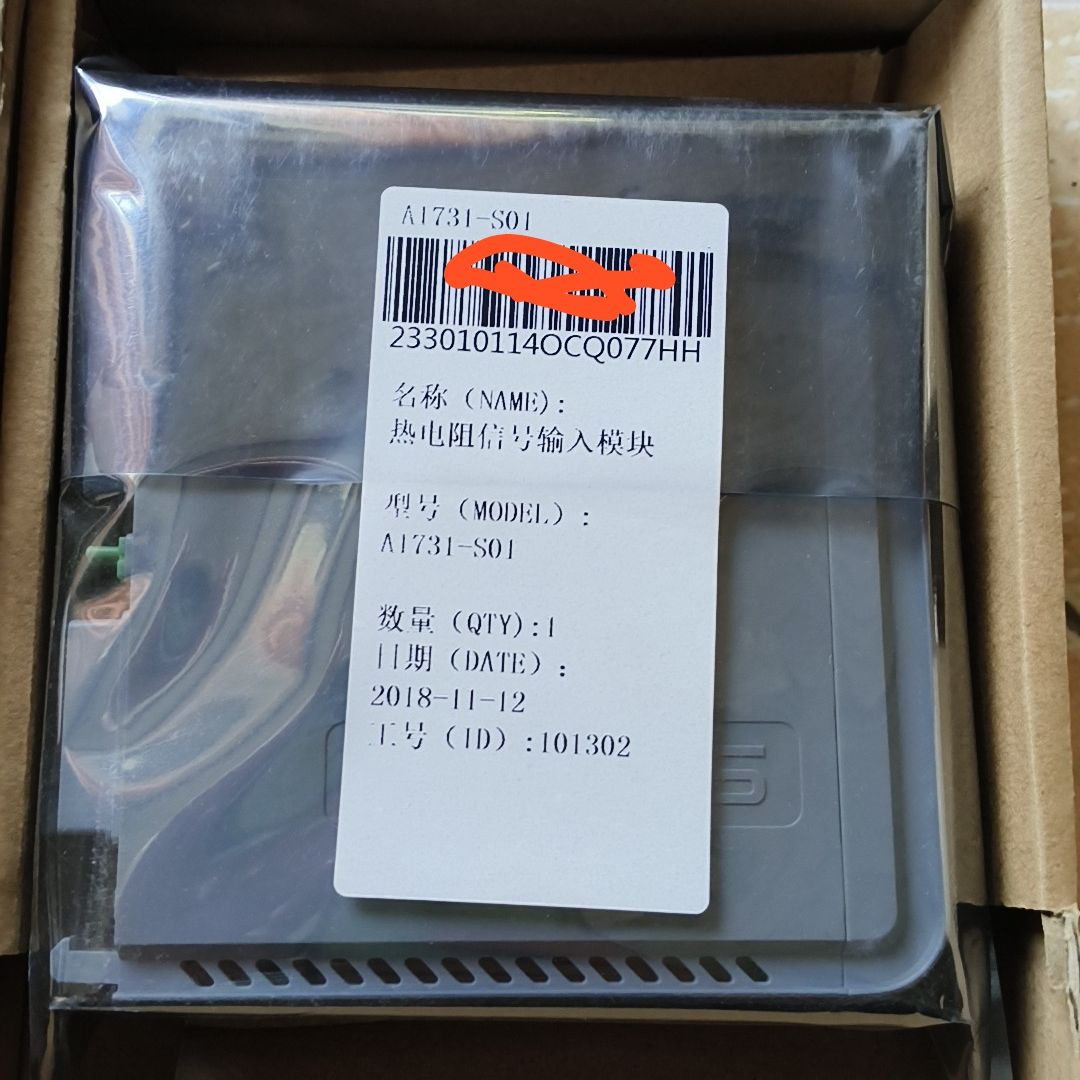 A1731-S01
233010114OCQ077HH
名称（NAME）:
热电阻信号输入模块
型号（MODEL）:
A1731-S01
数量（QTY）:1
日期（DATE）:
2018-11-12
工号（ID）:101302
S